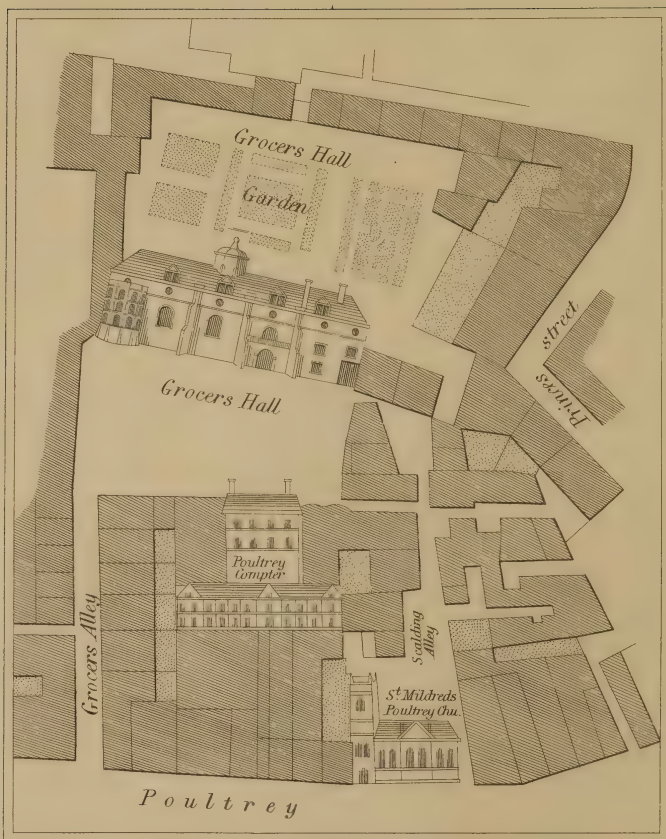 Grocers Hall
Garden
Princes street
Grocers Hall
Poultrey
Compter
Grocers Alley
Scalding
Alley
St Mildreds
Poultrey Chu.
Poultrey